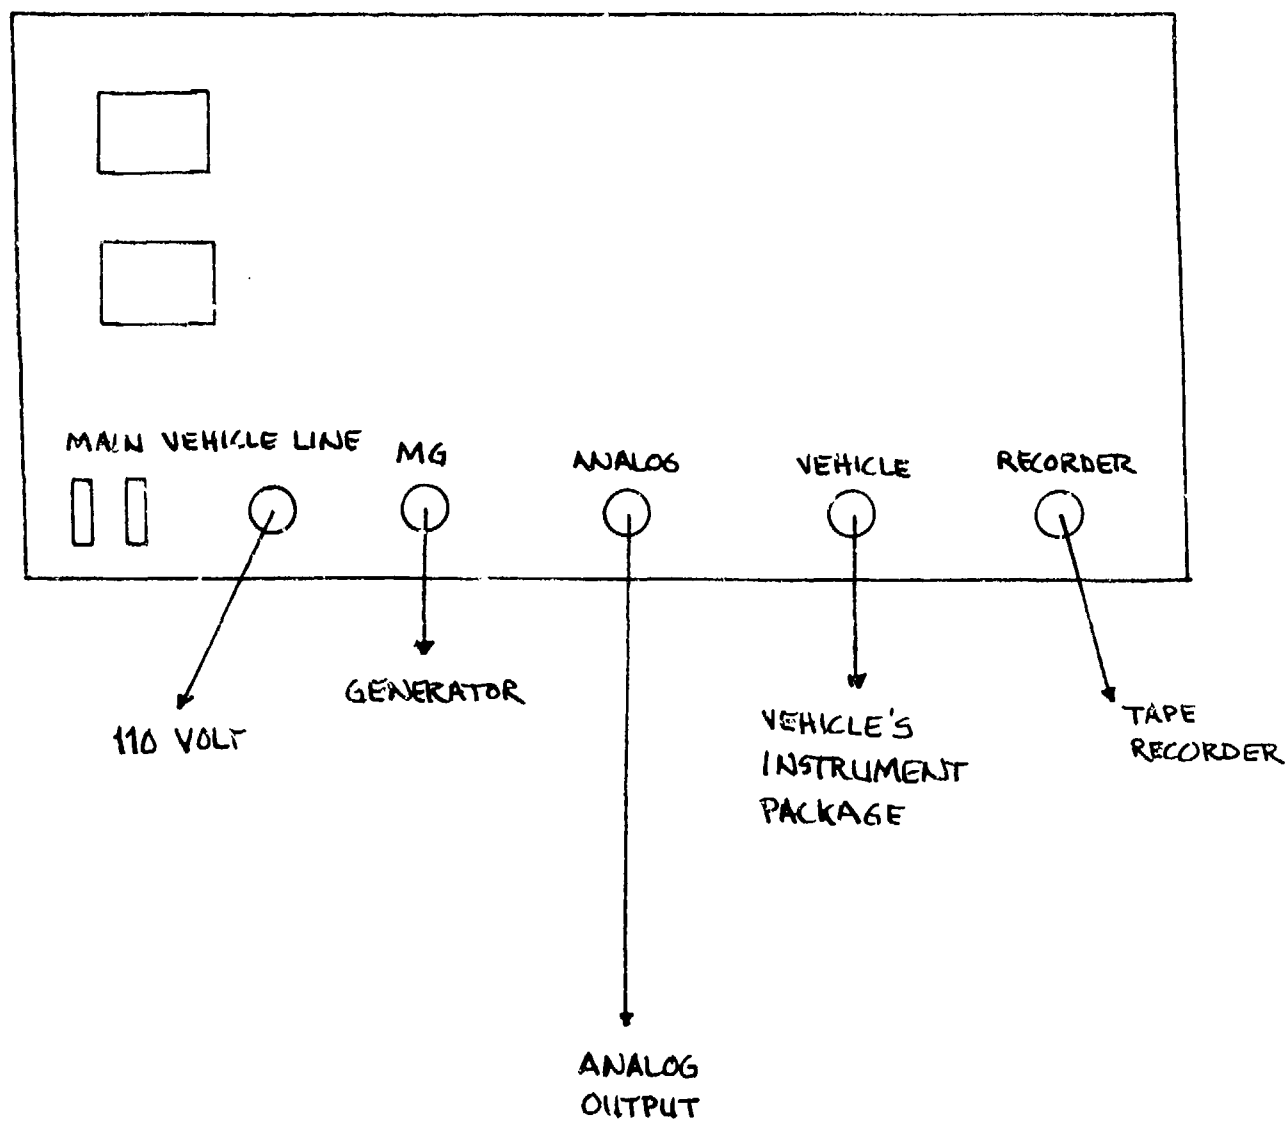 MAIN VEHICLE LINE
MG
ANALOG
VEHICLE
RECORDER
110 VOLT
GENERATOR
VEHICLE'S
INSTRUMENT
PACKAGE
TAPE
RECORDER
ANALOG
OUTPUT